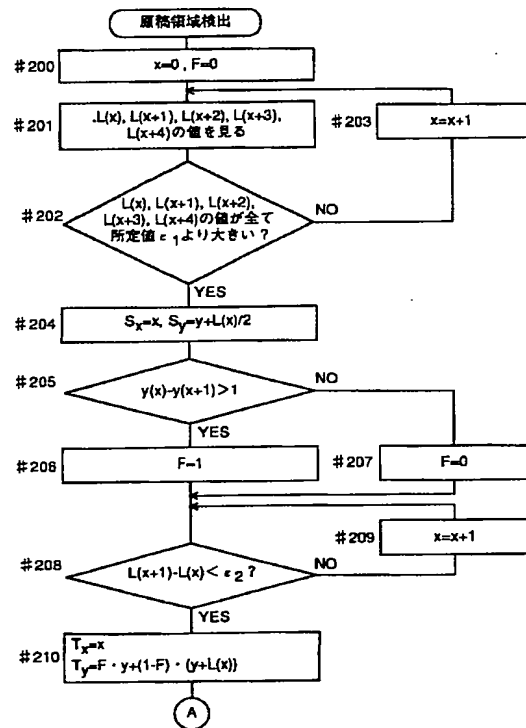 原稿領域検出
#200
x=0 , F=0
#201
.L(x), L(x+1), L(x+2), L(x+3),
L(x+4)の値を見る
#203
x=x+1
#202
L(x), L(x+1), L(x+2),
L(x+3), L(x+4)の値が全て
所定値ε1より大きい?
NO
YES
#204
Sx=x, Sy=y+L(x)/2
#205
y(x)-y(x+1)>1
NO
YES
#206
F=1
#207
F=0
#209
x=x+1
#208
L(x+1)-L(x)<ε2?
NO
YES
#210
Tx=x
Ty=F・y+(1-F)・(y+L(x)}
A